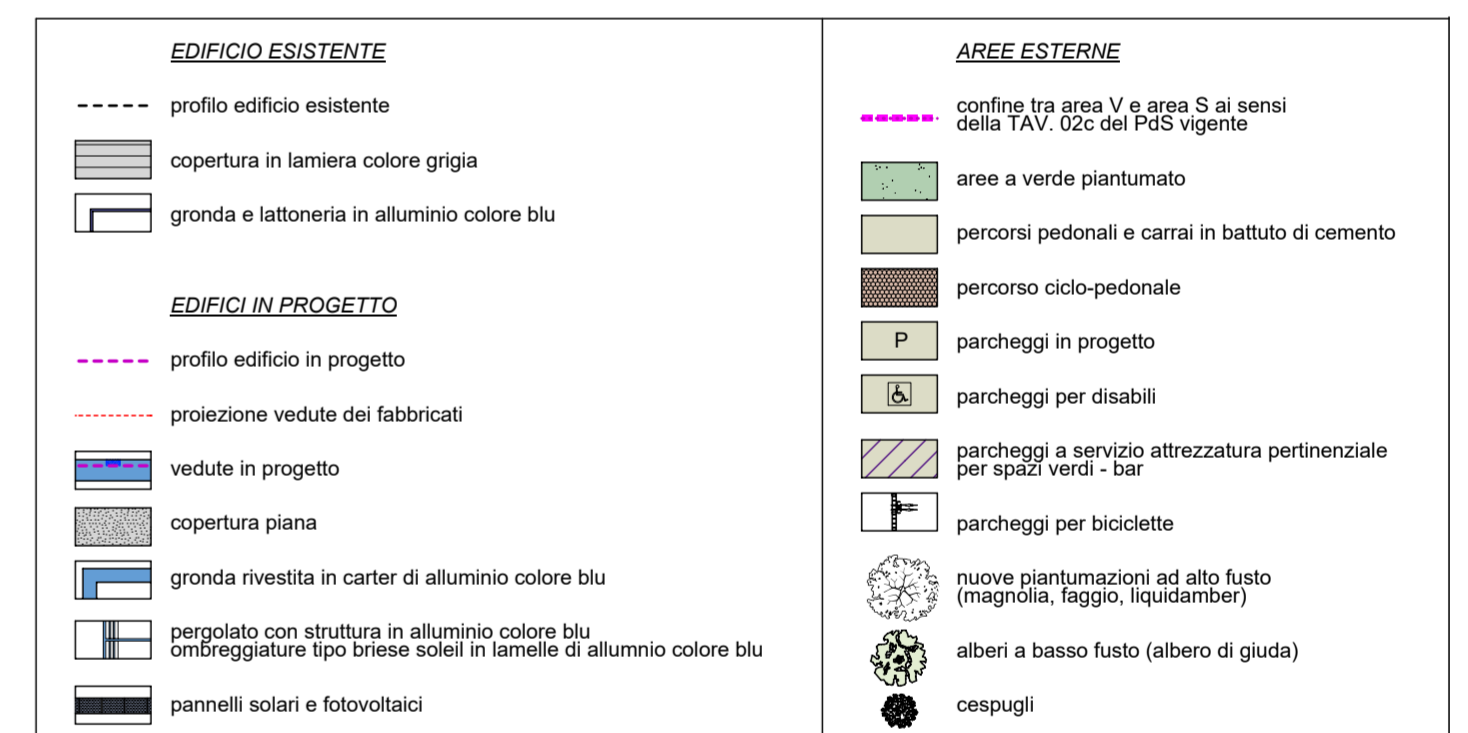 EDIFICIO ESISTENTE
profilo edificio esistente
copertura in lamiera colore grigia
gronda e lattoneria in alluminio colore blu
EDIFICI IN PROGETTO
profilo edificio in progetto
proiezione vedute dei fabbricati
vedute in progetto
copertura piana
gronda rivestita in carter di alluminio colore blu
pergolato con struttura in alluminio colore blu
ombreggiature tipo briese soleil in lamelle di allumnio colore blu
pannelli solari e fotovoltaici
AREE ESTERNE
confine tra area V e area S ai sensi
della TAV. 02c del PdS vigente
aree a verde piantumato
percorsi pedonali e carrai in battuto di cemento
percorso ciclo-pedonale
P parcheggi in progetto
parcheggi per disabili
parcheggi a servizio attrezzatura pertinenziale
per spazi verdi - bar
parcheggi per biciclette
nuove piantumazioni ad alto fusto
(magnolia, faggio, liquidamber)
alberi a basso fusto (albero di giuda)
cespugli